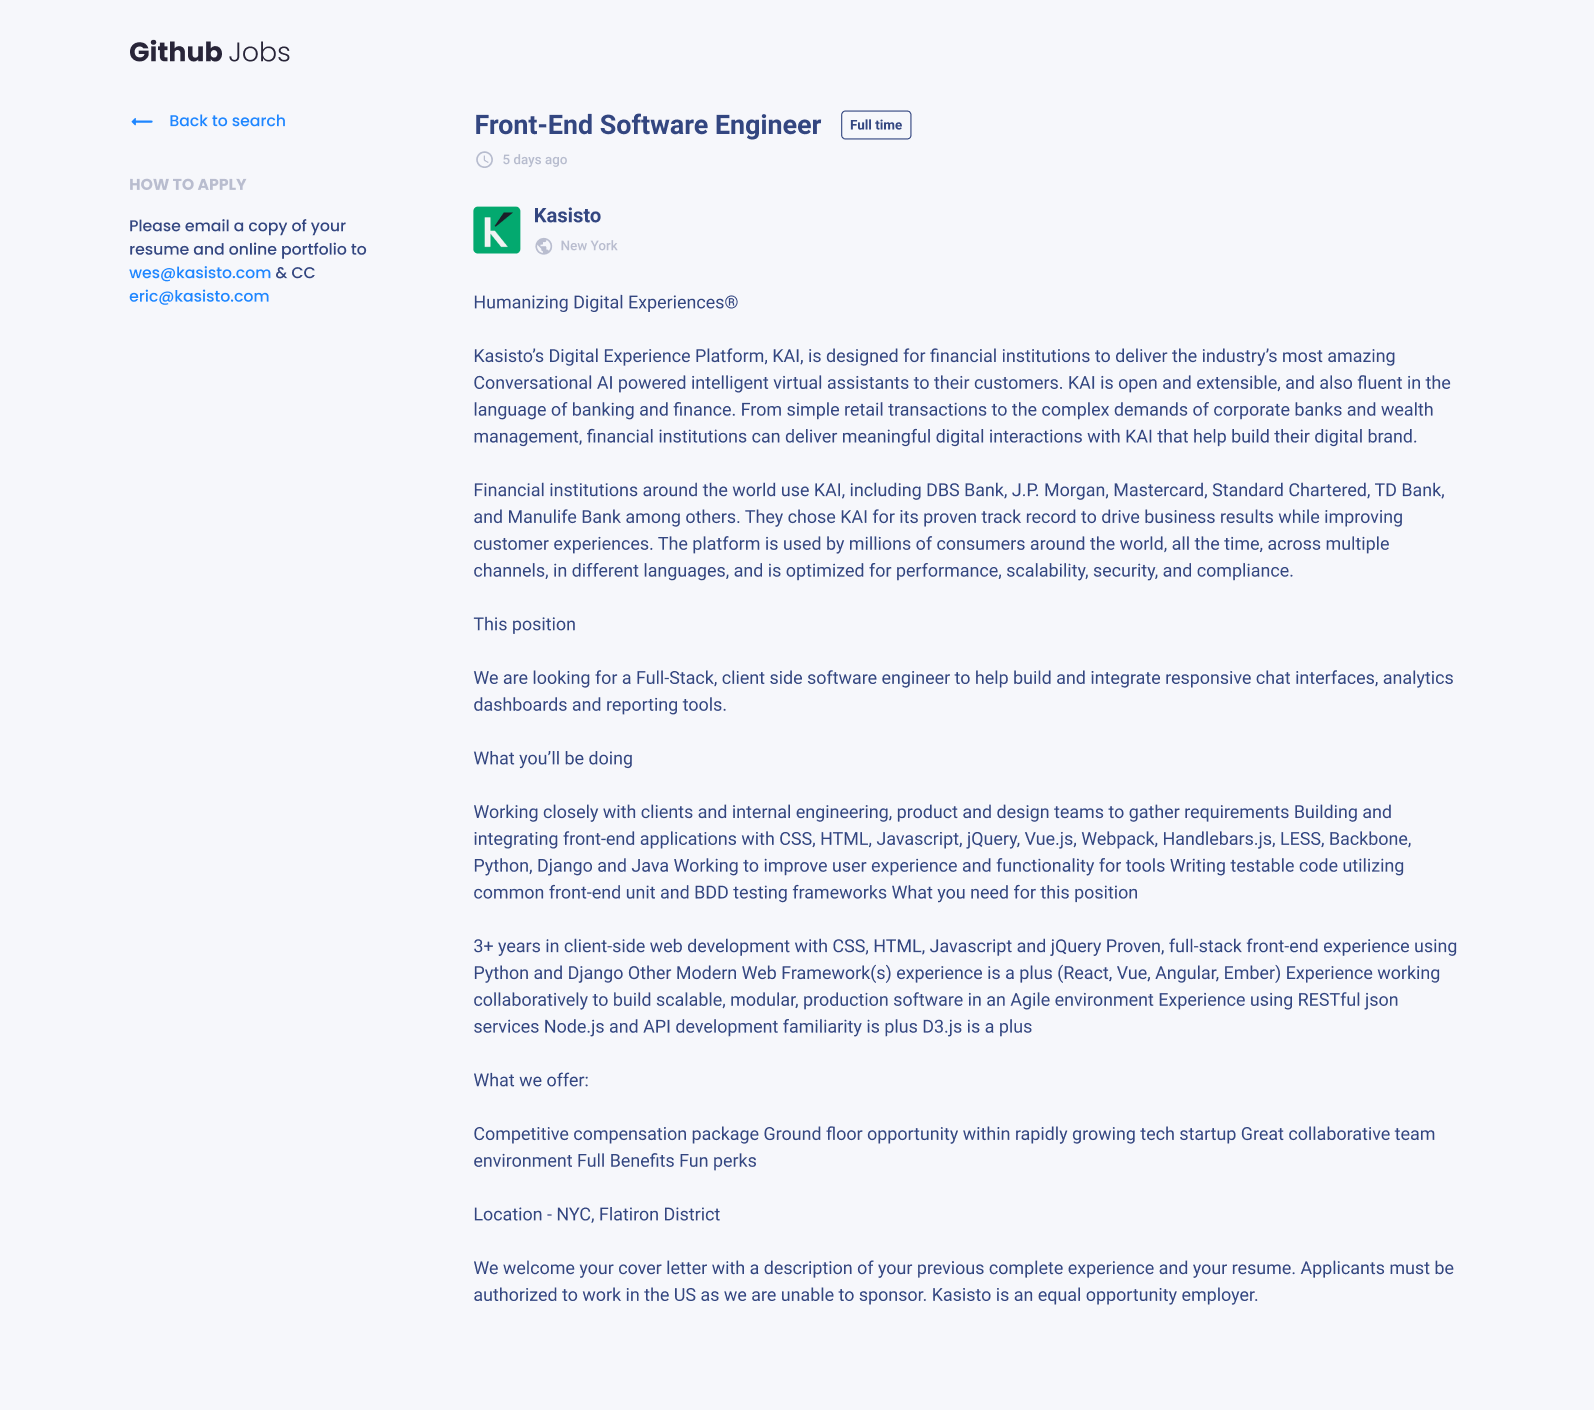 Github Jobs
Back to search
HOW TO APPLY
Please email a copy of your
resume and online portfolio to
wes@kasisto.com & CC
eric@kasisto.com
Front-End Software Engineer
Full time
5 days ago
K
Kasisto
New York
Humanizing Digital Experiences®
Kasisto’s Digital Experience Platform, KAI, is designed for financial institutions to deliver the industry’s most amazing
Conversational AI powered intelligent virtual assistants to their customers. KAI is open and extensible, and also fluent in the
language of banking and finance. From simple retail transactions to the complex demands of corporate banks and wealth
management, financial institutions can deliver meaningful digital interactions with KAI that help build their digital brand.
Financial institutions around the world use KAI, including DBS Bank, J.P. Morgan, Mastercard, Standard Chartered, TD Bank,
and Manulife Bank among others. They chose KAI for its proven track record to drive business results while improving
customer experiences. The platform is used by millions of consumers around the world, all the time, across multiple
channels, in different languages, and is optimized for performance, scalability, security, and compliance.
This position
We are looking for a Full-Stack, client side software engineer to help build and integrate responsive chat interfaces, analytics
dashboards and reporting tools.
What you’ll be doing
Working closely with clients and internal engineering, product and design teams to gather requirements Building and
integrating front-end applications with CSS, HTML, Javascript, jQuery, Vue.js, Webpack, Handlebars.js, LESS, Backbone,
Python, Django and Java Working to improve user experience and functionality for tools Writing testable code utilizing
common front-end unit and BDD testing frameworks What you need for this position
3+ years in client-side web development with CSS, HTML, Javascript and jQuery Proven, full-stack front-end experience using
Python and Django Other Modern Web Framework(s) experience is a plus (React, Vue, Angular, Ember) Experience working
collaboratively to build scalable, modular, production software in an Agile environment Experience using RESTful json
services Node.js and API development familiarity is plus D3.js is a plus
What we offer:
Competitive compensation package Ground floor opportunity within rapidly growing tech startup Great collaborative team
environment Full Benefits Fun perks
Location - NYC, Flatiron District
We welcome your cover letter with a description of your previous complete experience and your resume. Applicants must be
authorized to work in the US as we are unable to sponsor. Kasisto is an equal opportunity employer.